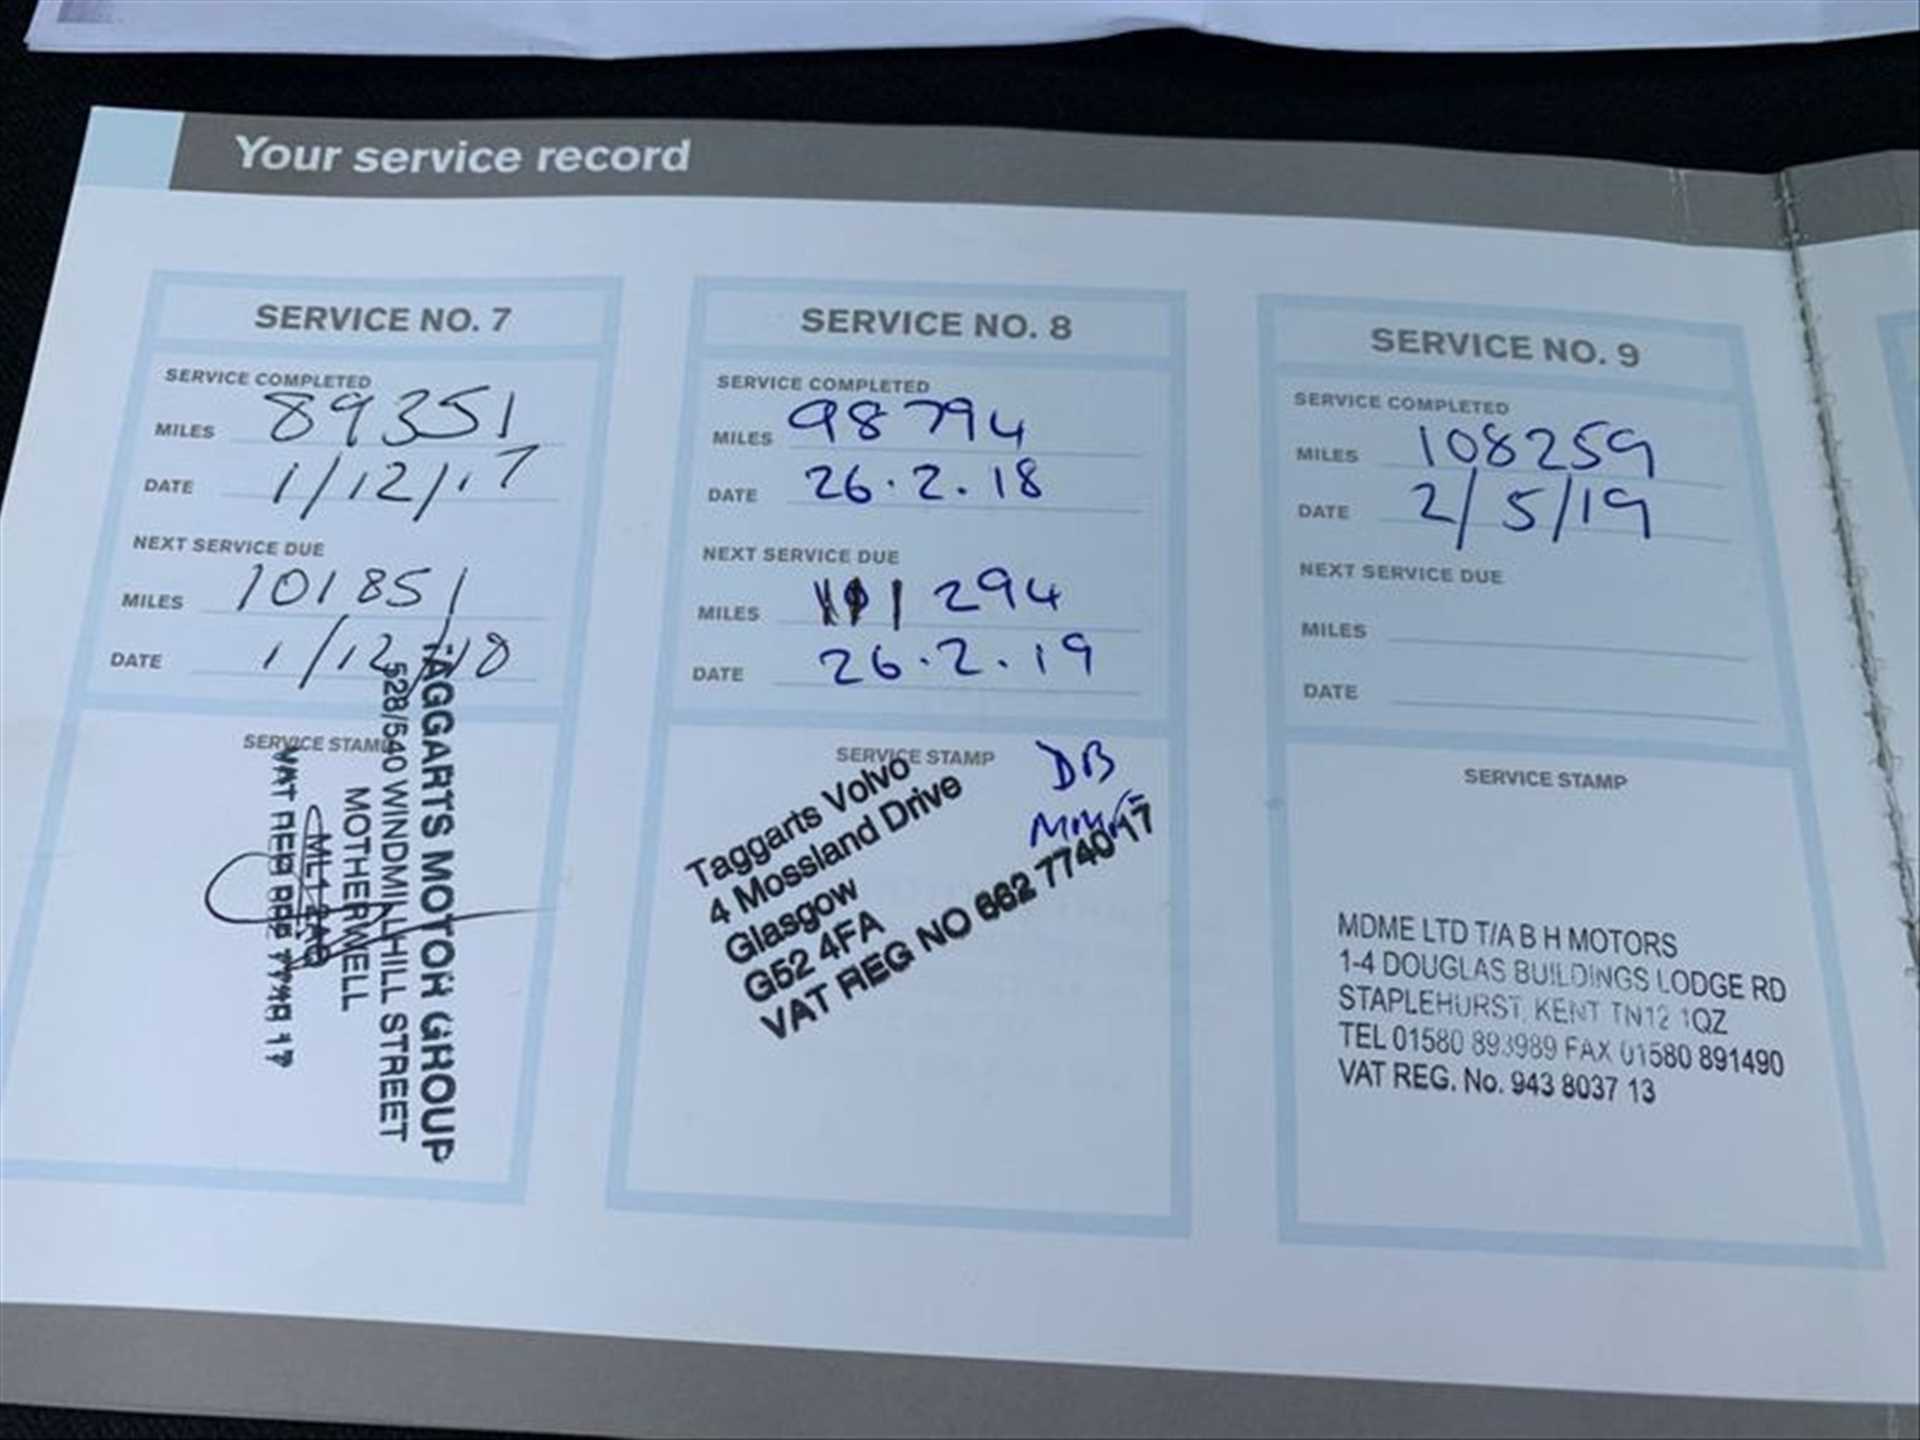 Your service record
SERVICE NO. 7
SERVICE COMPLETED
MILES 89351
DATE 1/12/17
NEXT SERVICE DUE
MILES 101851
DATE 1/12/18
SERVICE STAMP
TAGGARTS MOTOR GROUP
528/540 WINDMILLHILL STREET
MOTHERWELL
VAT REG 17
SERVICE NO. 8
SERVICE COMPLETED
MILES 98794
DATE 26.2.18
NEXT SERVICE DUE
MILES 111 294
DATE 26.2.19
SERVICE STAMP
DB
Taggarts Volvo
4 Mossland Drive
Glasgow
G52 4FA
VAT REG NO 662 7740 17
SERVICE NO. 9
SERVICE COMPLETED
MILES 108259
DATE 2/5/19
NEXT SERVICE DUE
MILES
DATE
SERVICE STAMP
MDME LTD T/A B H MOTORS
1-4 DOUGLAS BUILDINGS LODGE RD
STAPLEHURST, KENT TN12 1QZ
TEL 01580 893989 FAX 01580 891490
VAT REG. No. 943 8037 13